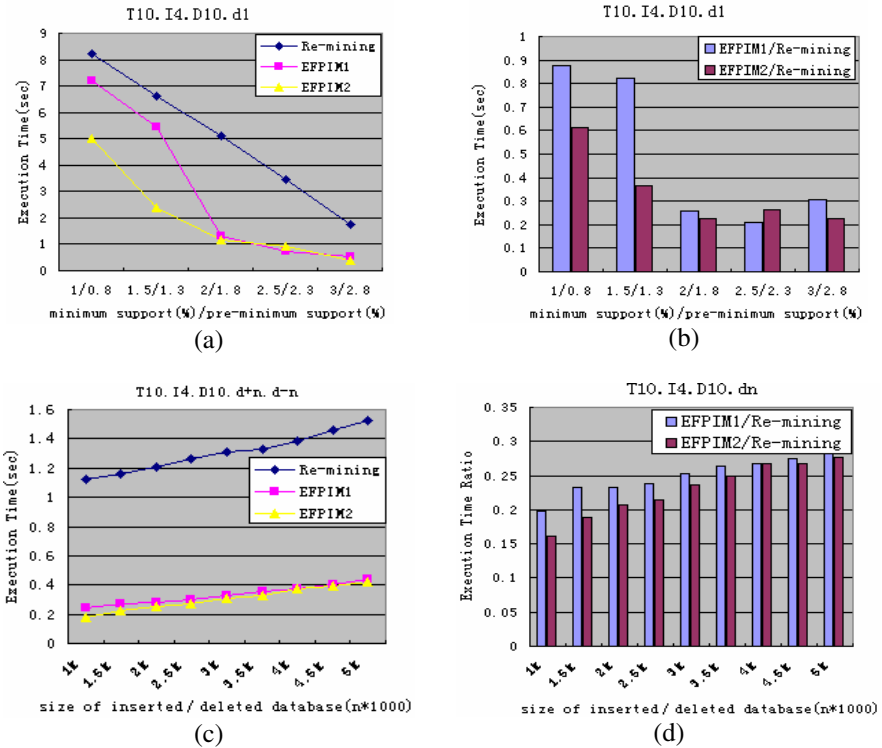 T10.I4.D10.d1
9
8
7
6
5
4
3
2
1
0
Execution Time(sec)
Re-mining
EFPIM1
EFPIM2
1/0.8 1.5/1.3 2/1.8 2.5/2.3 3/2.8
minimum support(%)/pre-minimum support(%)
(a)
T10.I4.D10.d1
1
0.9
0.8
0.7
0.6
0.5
0.4
0.3
0.2
0.1
0
Execution Time(sec)
EFPIM1/Re-mining
EFPIM2/Re-mining
1/0.8 1.5/1.3 2/1.8 2.5/2.3 3/2.8
minimum support(%)/pre-minimum support(%)
(b)
T10.I4.D10.d+n.d-n
1.6
1.4
1.2
1
0.8
0.6
0.4
0.2
0
Execution Time(sec)
Re-mining
EFPIM1
EFPIM2
1k 1.5k 2k 2.5k 3k 3.5k 4k 4.5k 5k
size of inserted/deleted database(n*1000)
(c)
T10.I4.D10.dn
0.35
0.3
0.25
0.2
0.15
0.1
0.05
0
Execution Time Ratio
EFPIM1/Re-mining
EFPIM2/Re-mining
1k 1.5k 2k 2.5k 3k 3.5k 4k 4.5k 5k
size of inserted/deleted database(n*1000)
(d)